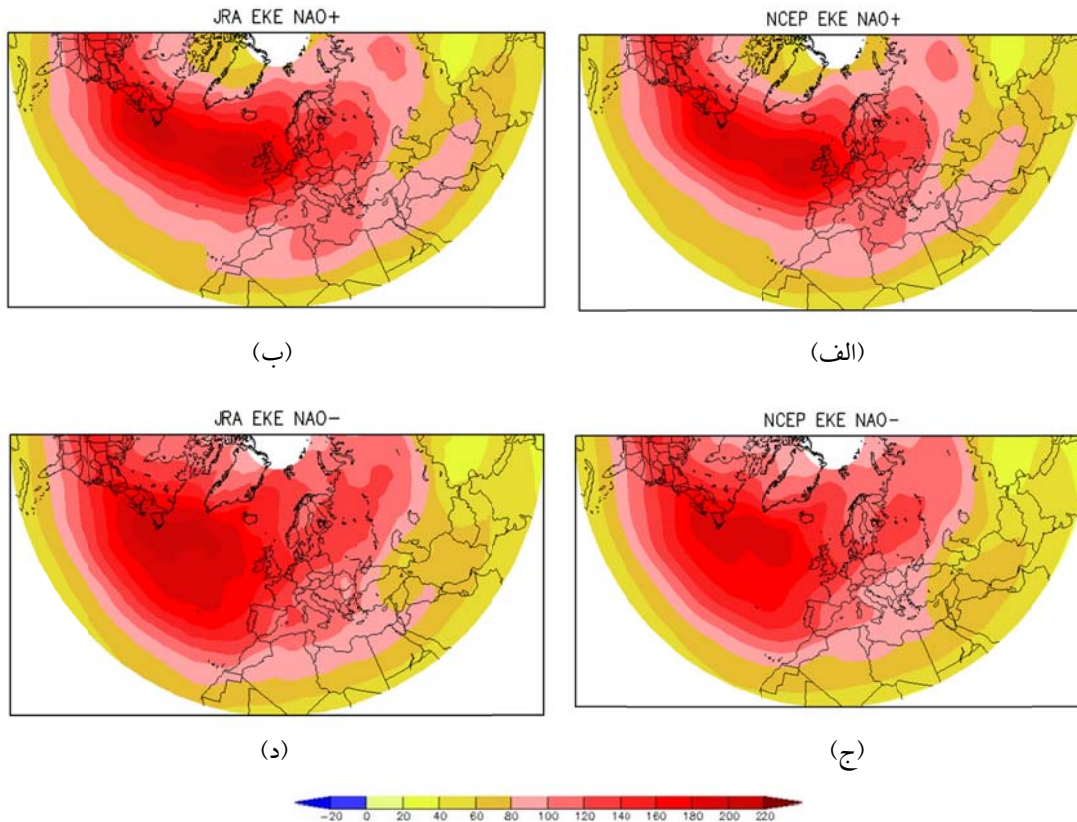 JRA EKE NAO+
NCEP EKE NAO+
(ب)
(الف)
JRA EKE NAO−
NCEP EKE NAO−
(د)
(ج)
−20 0 20 40 60 80 100 120 140 160 180 200 220